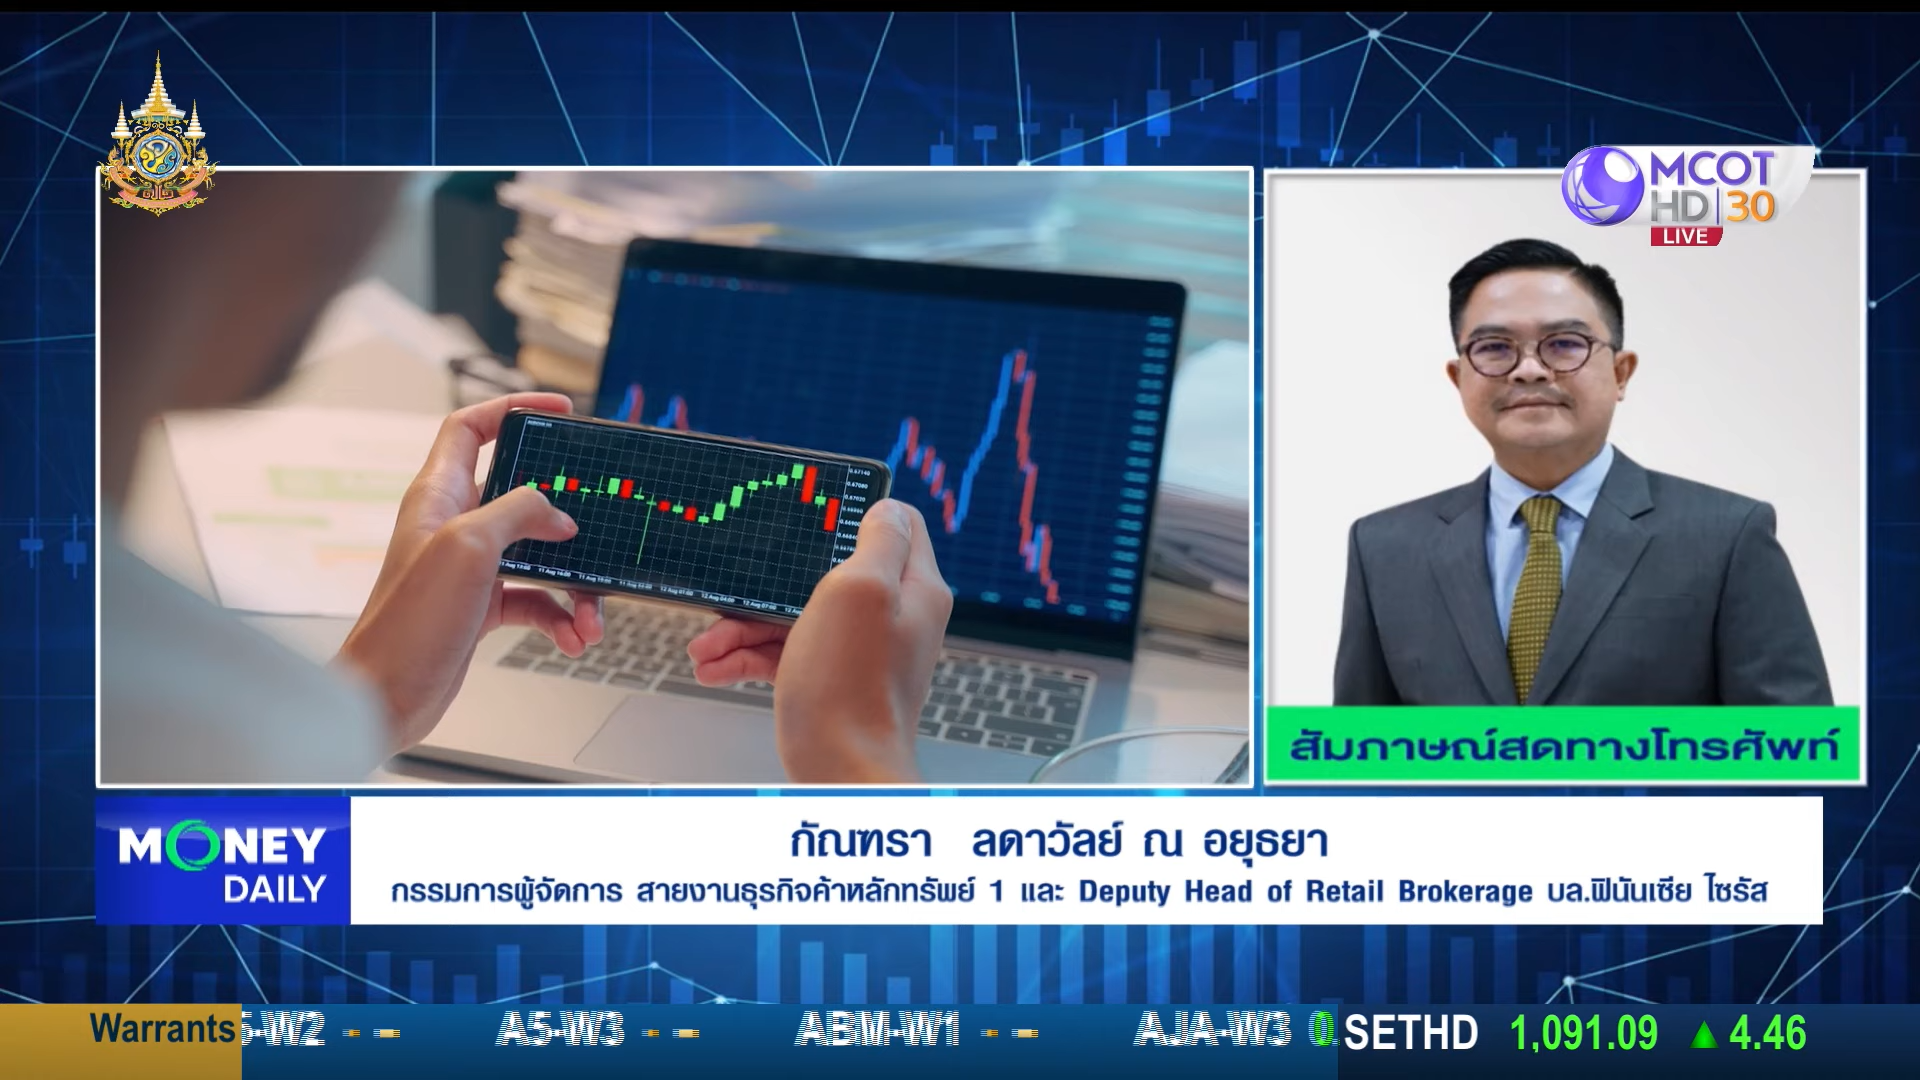 MCOT
HD 30
LIVE
สัมภาษณ์สดทางโทรศัพท์
MONEY
DAILY
กัณฑรา ลดาวัลย์ ณ อยุธยา
กรรมการผู้จัดการ สายงานธุรกิจค้าหลักทรัพย์ 1 และ Deputy Head of Retail Brokerage บล.ฟินันเซีย ไซรัส
Warrants 5-W2 - - A5-W3 - - ABM-W1 - - AJA-W3 0. SETHD 1,091.09 ▲ 4.46